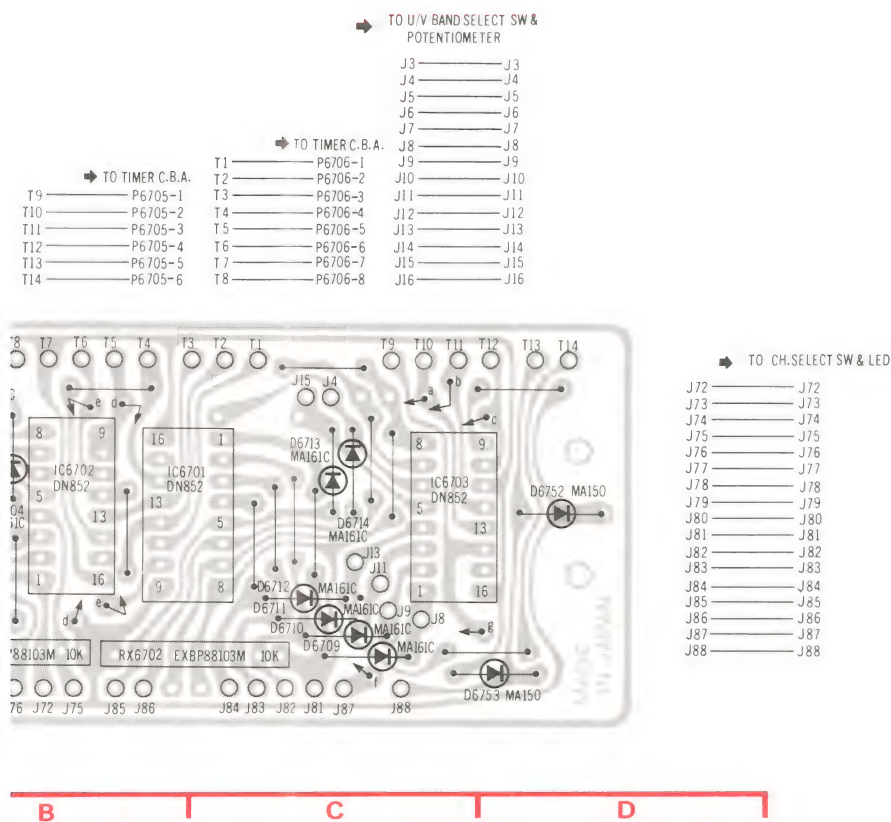 TO U/V BAND SELECT SW &
POTENTIOMETER
J3 J3
J4 J4
J5 J5
J6 J6
J7 J7
J8 J8
J9 J9
J10 J10
J11 J11
J12 J12
J13 J13
J14 J14
J15 J15
J16 J16
TO TIMER C.B.A.
T1 P6706-1
T2 P6706-2
T3 P6706-3
T4 P6706-4
T5 P6706-5
T6 P6706-6
T7 P6706-7
T8 P6706-8
TO TIMER C.B.A.
T9 P6705-1
T10 P6705-2
T11 P6705-3
T12 P6705-4
T13 P6705-5
T14 P6705-6
T8 T7 T6 T5 T4 T3 T2 T1 T9 T10 T11 T12 T13 T14
J15 J4
a b
e d c
8 9 16 1 8 9
D6713
MA161C
IC6702
DN852
IC6701
DN852
IC6703
DN852
5 13 13 5 5 13
D6752 MA150
D6714
MA161C
J13
J11
1 16 9 8 1 16
D6712 MA161C
D6711 MA161C
D6710 MA161C
D6709 MA161C
J9 J8
d e g f
P88103M 10K
RX6702 EXBP88103M 10K
D6753 MA150
MADE
IN JAPAN
J72 J75 J85 J86 J84 J83 J82 J81 J87 J88
TO CH.SELECT SW & LED
J72 J72
J73 J73
J74 J74
J75 J75
J76 J76
J77 J77
J78 J78
J79 J79
J80 J80
J81 J81
J82 J82
J83 J83
J84 J84
J85 J85
J86 J86
J87 J87
J88 J88
B C D